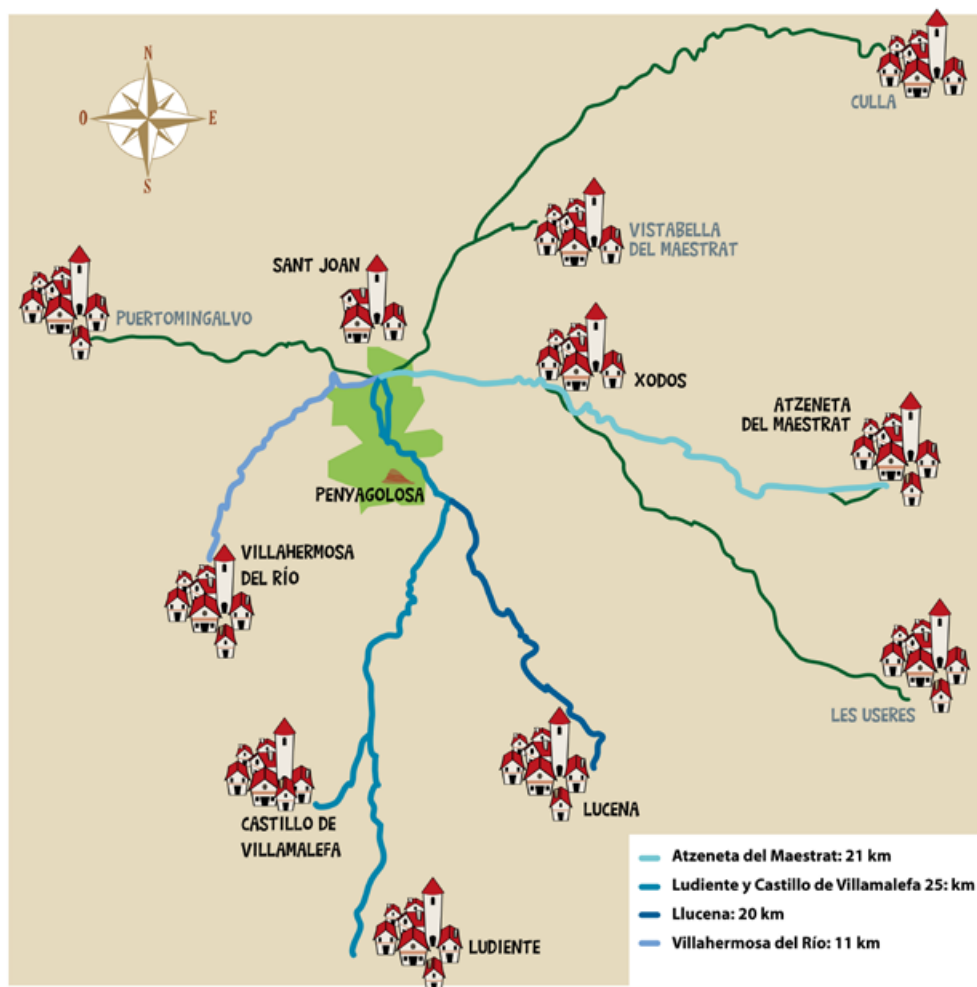 N
O
E
S
CULLA
VISTABELLA
DEL MAESTRAT
SANT JOAN
PUERTOMINGALVO
XODOS
ATZENETA
DEL MAESTRAT
PENYAGOLOSA
VILLAHERMOSA
DEL RÍO
LES USERES
LUCENA
CASTILLO DE
VILLAMALEFA
LUDIENTE
Atzeneta del Maestrat: 21 km
Ludiente y Castillo de Villamalefa 25: km
Llucena: 20 km
Villahermosa del Río: 11 km